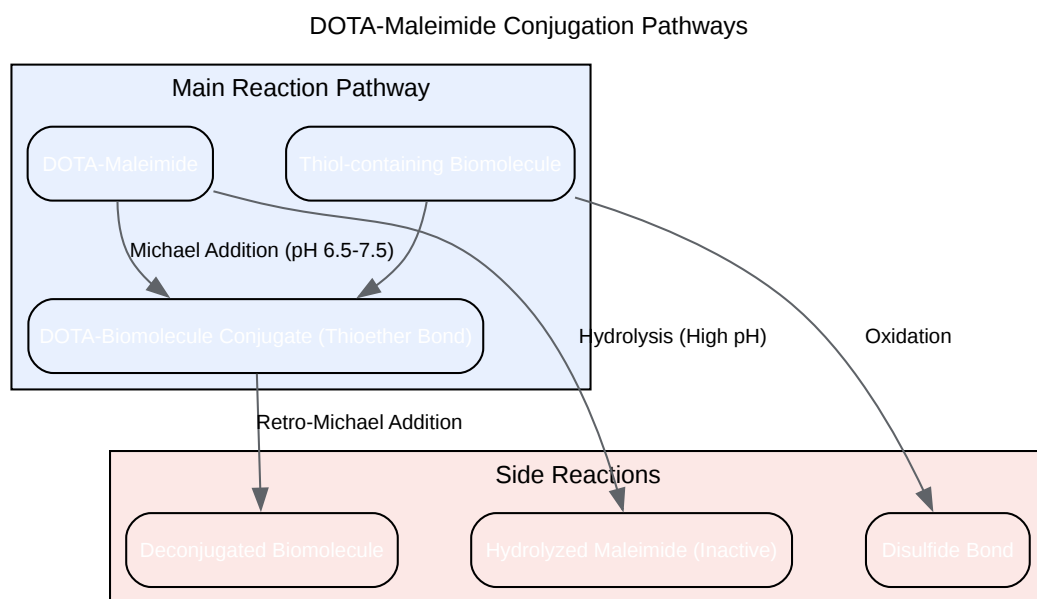 DOTA-Maleimide Conjugation Pathways
Main Reaction Pathway
DOTA-Maleimide
Thiol-containing Biomolecule
Michael Addition (pH 6.5-7.5)
DOTA-Biomolecule Conjugate (Thioether Bond)
Hydrolysis (High pH)
Oxidation
Retro-Michael Addition
Side Reactions
Deconjugated Biomolecule
Hydrolyzed Maleimide (Inactive)
Disulfide Bond